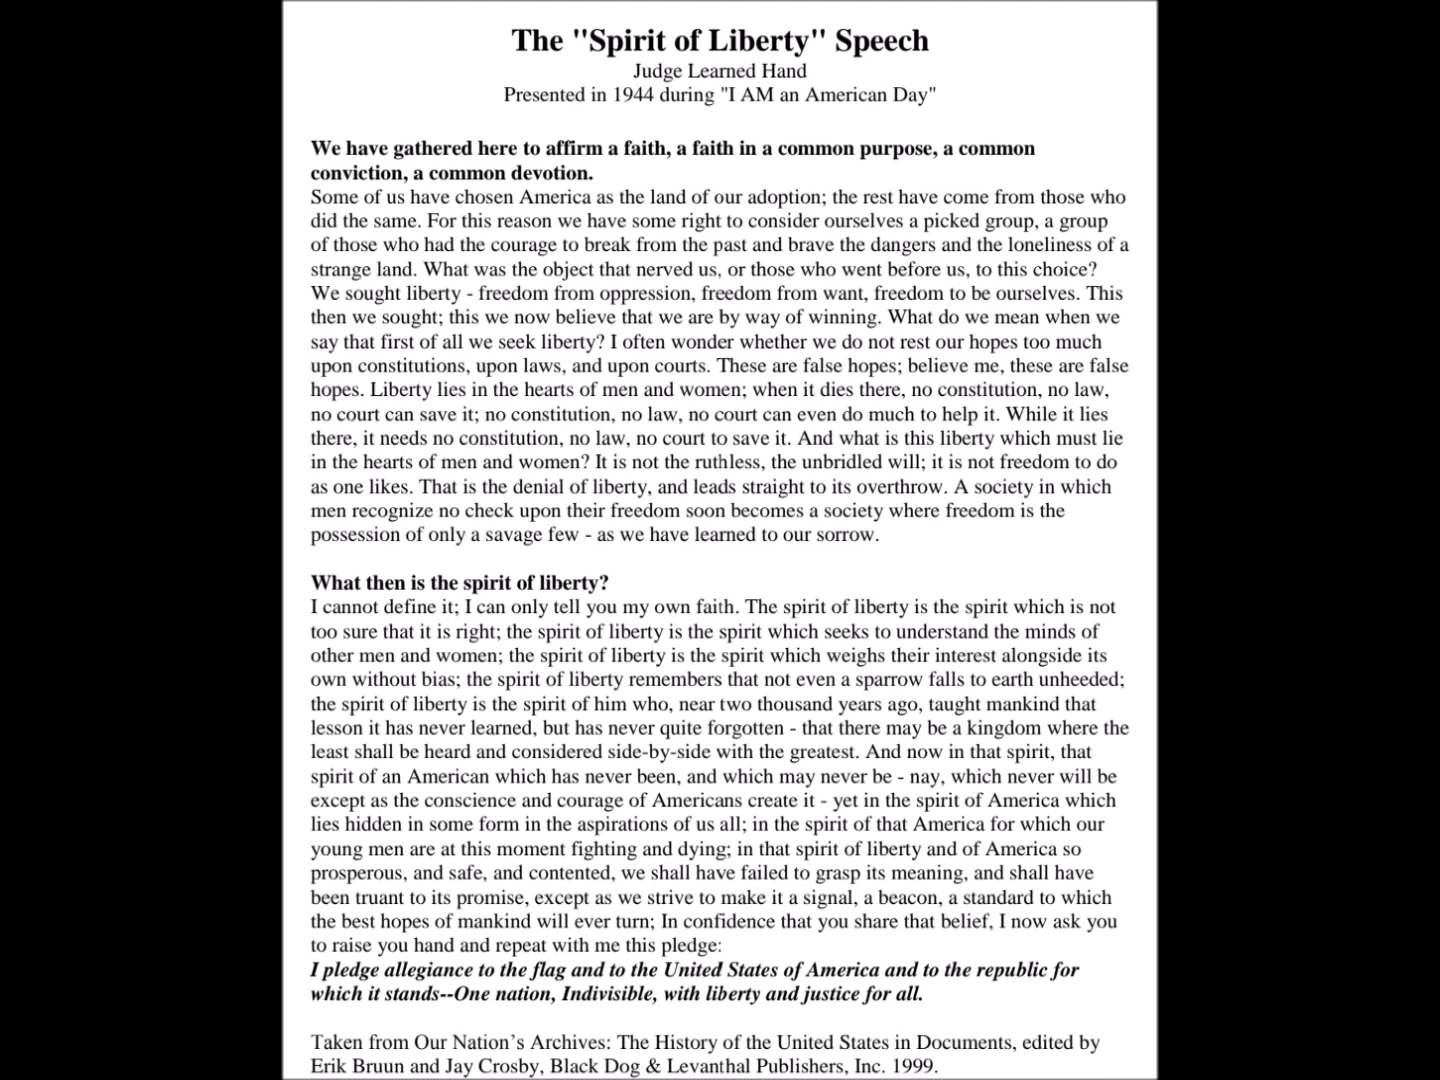 The "Spirit of Liberty" Speech
Judge Learned Hand
Presented in 1944 during "I AM an American Day"
We have gathered here to affirm a faith, a faith in a common purpose, a common
conviction, a common devotion.
Some of us have chosen America as the land of our adoption; the rest have come from those who
did the same. For this reason we have some right to consider ourselves a picked group, a group
of those who had the courage to break from the past and brave the dangers and the loneliness of a
strange land. What was the object that nerved us, or those who went before us, to this choice?
We sought liberty - freedom from oppression, freedom from want, freedom to be ourselves. This
then we sought; this we now believe that we are by way of winning. What do we mean when we
say that first of all we seek liberty? I often wonder whether we do not rest our hopes too much
upon constitutions, upon laws, and upon courts. These are false hopes; believe me, these are false
hopes. Liberty lies in the hearts of men and women; when it dies there, no constitution, no law,
no court can save it; no constitution, no law, no court can even do much to help it. While it lies
there, it needs no constitution, no law, no court to save it. And what is this liberty which must lie
in the hearts of men and women? It is not the ruthless, the unbridled will; it is not freedom to do
as one likes. That is the denial of liberty, and leads straight to its overthrow. A society in which
men recognize no check upon their freedom soon becomes a society where freedom is the
possession of only a savage few - as we have learned to our sorrow.
What then is the spirit of liberty?
I cannot define it; I can only tell you my own faith. The spirit of liberty is the spirit which is not
too sure that it is right; the spirit of liberty is the spirit which seeks to understand the minds of
other men and women; the spirit of liberty is the spirit which weighs their interest alongside its
own without bias; the spirit of liberty remembers that not even a sparrow falls to earth unheeded;
the spirit of liberty is the spirit of him who, near two thousand years ago, taught mankind that
lesson it has never learned, but has never quite forgotten - that there may be a kingdom where the
least shall be heard and considered side-by-side with the greatest. And now in that spirit, that
spirit of an American which has never been, and which may never be - nay, which never will be
except as the conscience and courage of Americans create it - yet in the spirit of America which
lies hidden in some form in the aspirations of us all; in the spirit of that America for which our
young men are at this moment fighting and dying; in that spirit of liberty and of America so
prosperous, and safe, and contented, we shall have failed to grasp its meaning, and shall have
been truant to its promise, except as we strive to make it a signal, a beacon, a standard to which
the best hopes of mankind will ever turn; In confidence that you share that belief, I now ask you
to raise you hand and repeat with me this pledge:
I pledge allegiance to the flag and to the United States of America and to the republic for
which it stands--One nation, Indivisible, with liberty and justice for all.
Taken from Our Nation’s Archives: The History of the United States in Documents, edited by
Erik Bruun and Jay Crosby, Black Dog & Levanthal Publishers, Inc. 1999.